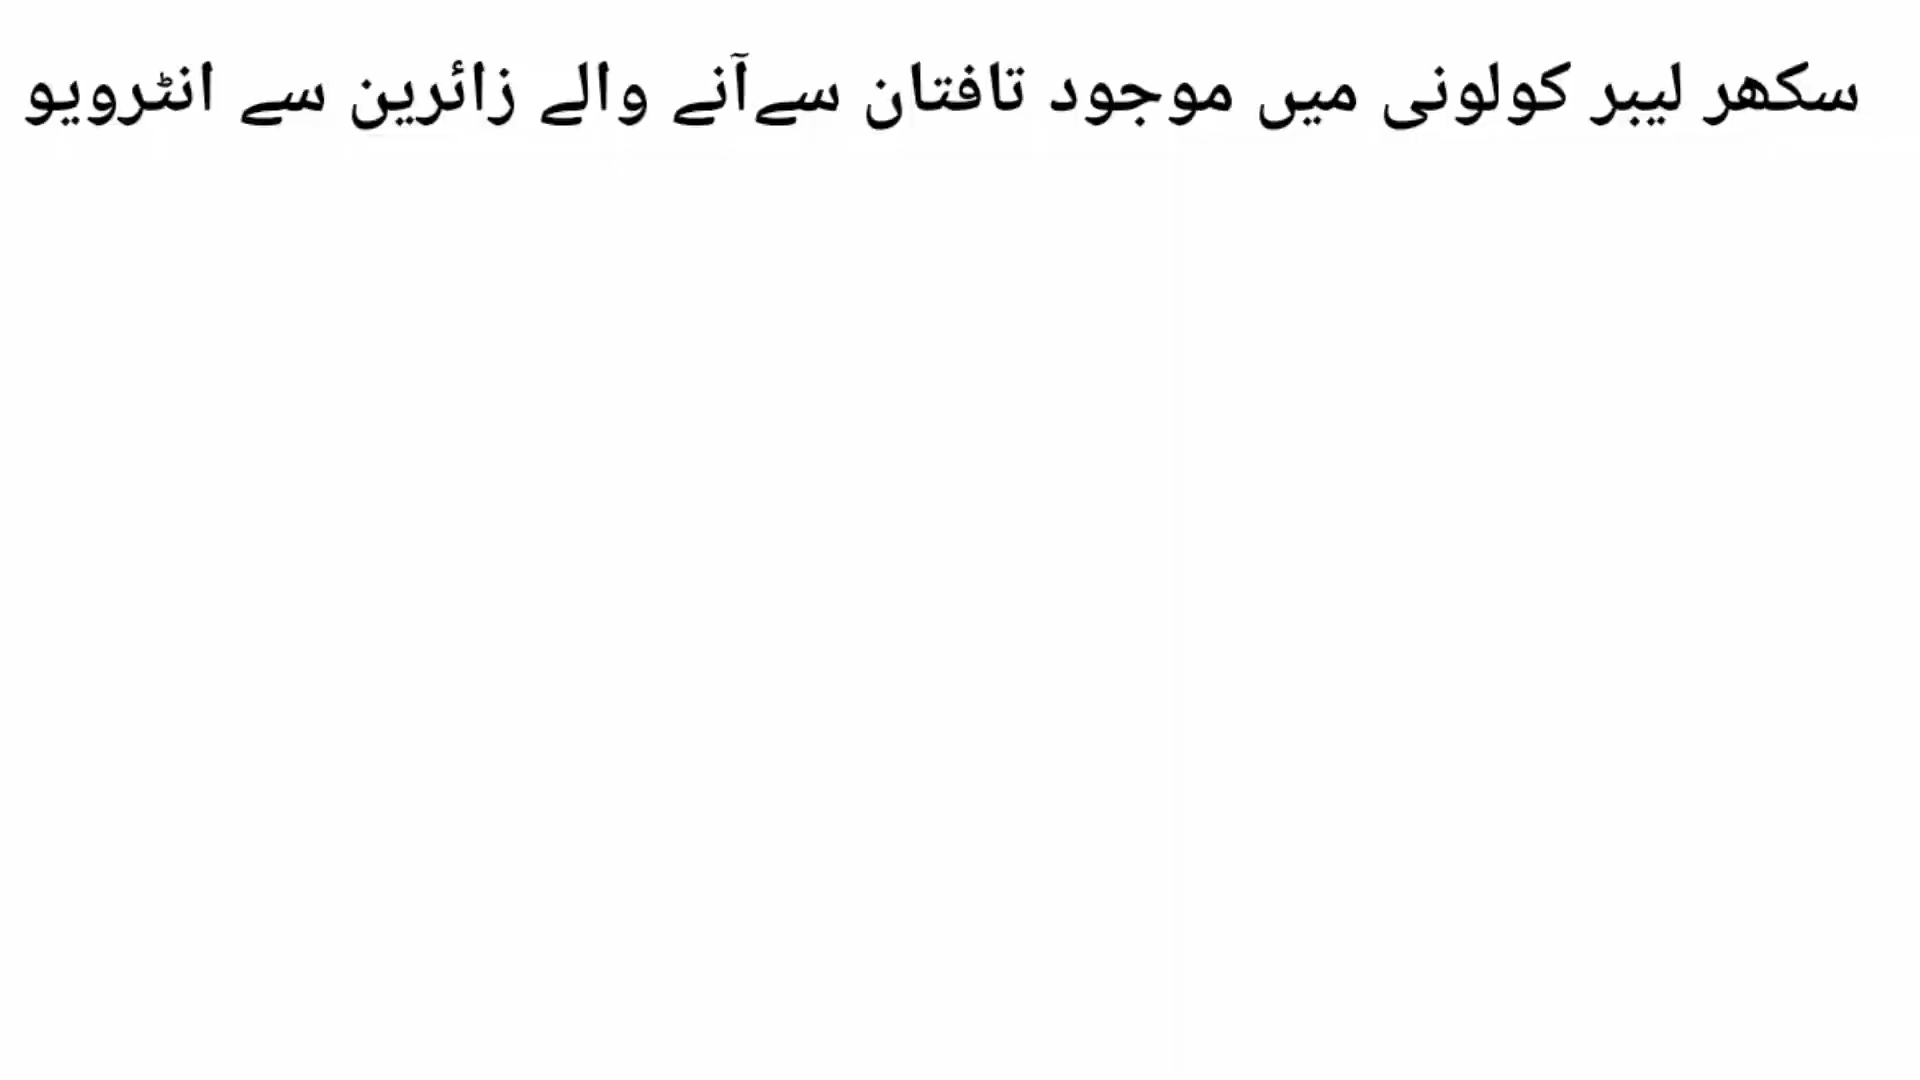 سکھر لیبر کولونی میں موجود تافتان سےآنے والے زائرین سے انٹرویو